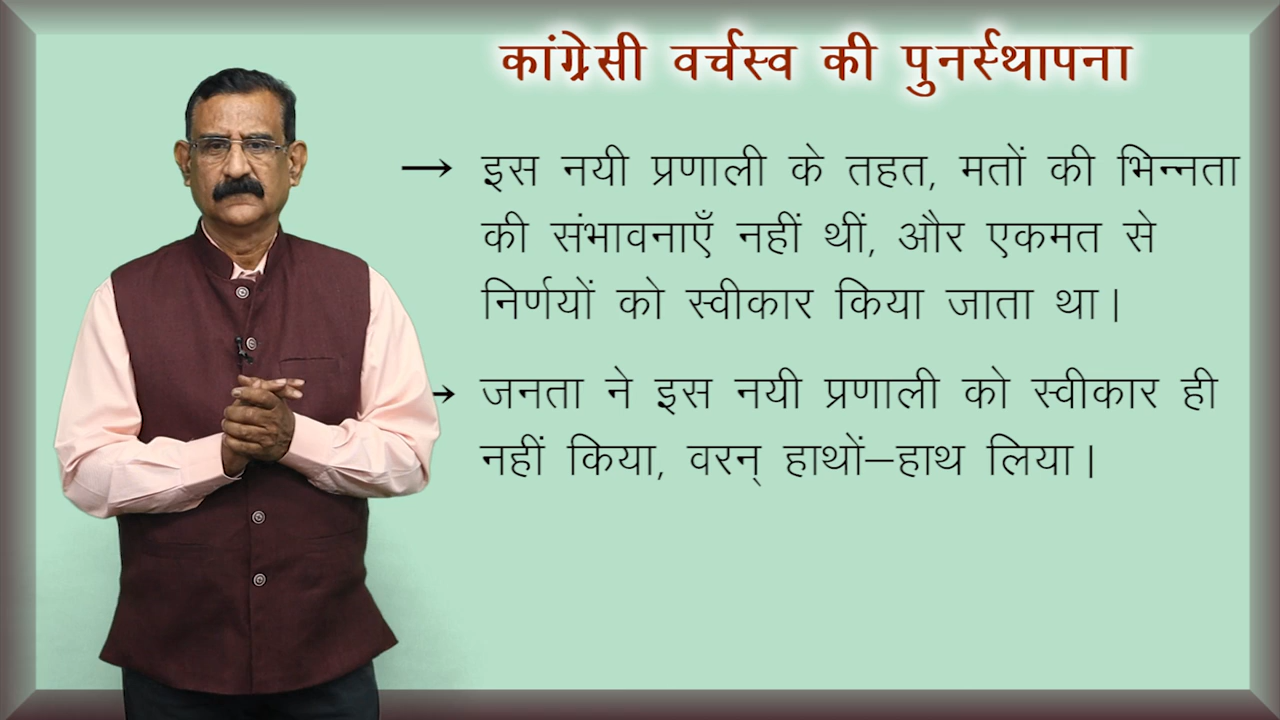 कांग्रेसी वर्चस्व की पुनर्स्थापना
→ इस नयी प्रणाली के तहत, मतों की भिन्नता
की संभावनाएँ नहीं थीं, और एकमत से
निर्णयों को स्वीकार किया जाता था।
→ जनता ने इस नयी प्रणाली को स्वीकार ही
नहीं किया, वरन् हाथों–हाथ लिया।